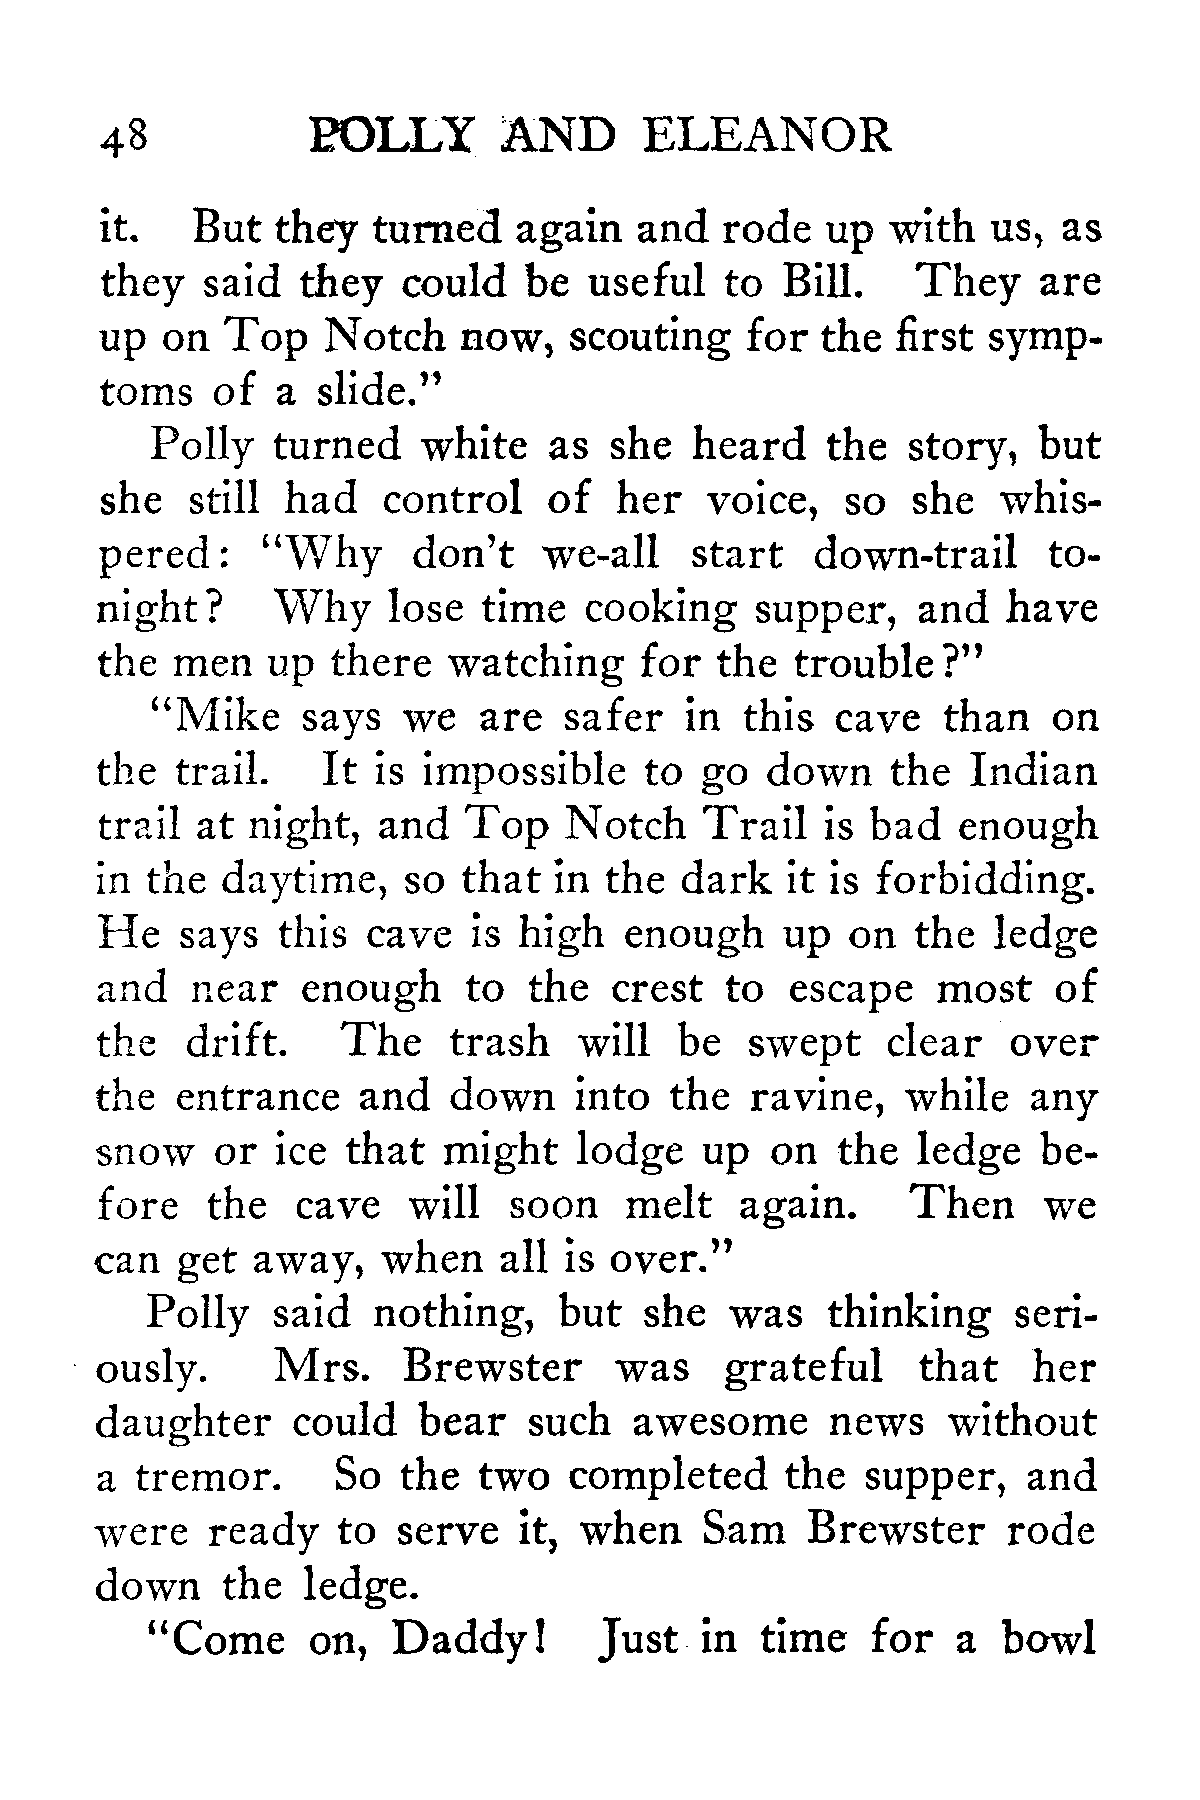 48 POLLY AND ELEANOR
it. But they turned again and rode up with us, as
they said they could be useful to Bill. They are
up on Top Notch now, scouting for the first symp-
toms of a slide."
Polly turned white as she heard the story, but
she still had control of her voice, so she whis-
pered: "Why don't we-all start down-trail to-
night? Why lose time cooking supper, and have
the men up there watching for the trouble?"
"Mike says we are safer in this cave than on
the trail. It is impossible to go down the Indian
trail at night, and Top Notch Trail is bad enough
in the daytime, so that in the dark it is forbidding.
He says this cave is high enough up on the ledge
and near enough to the crest to escape most of
the drift. The trash will be swept clear over
the entrance and down into the ravine, while any
snow or ice that might lodge up on the ledge be-
fore the cave will soon melt again. Then we
can get away, when all is over."
Polly said nothing, but she was thinking seri-
ously. Mrs. Brewster was grateful that her
daughter could bear such awesome news without
a tremor. So the two completed the supper, and
were ready to serve it, when Sam Brewster rode
down the ledge.
"Come on, Daddy! Just in time for a bowl